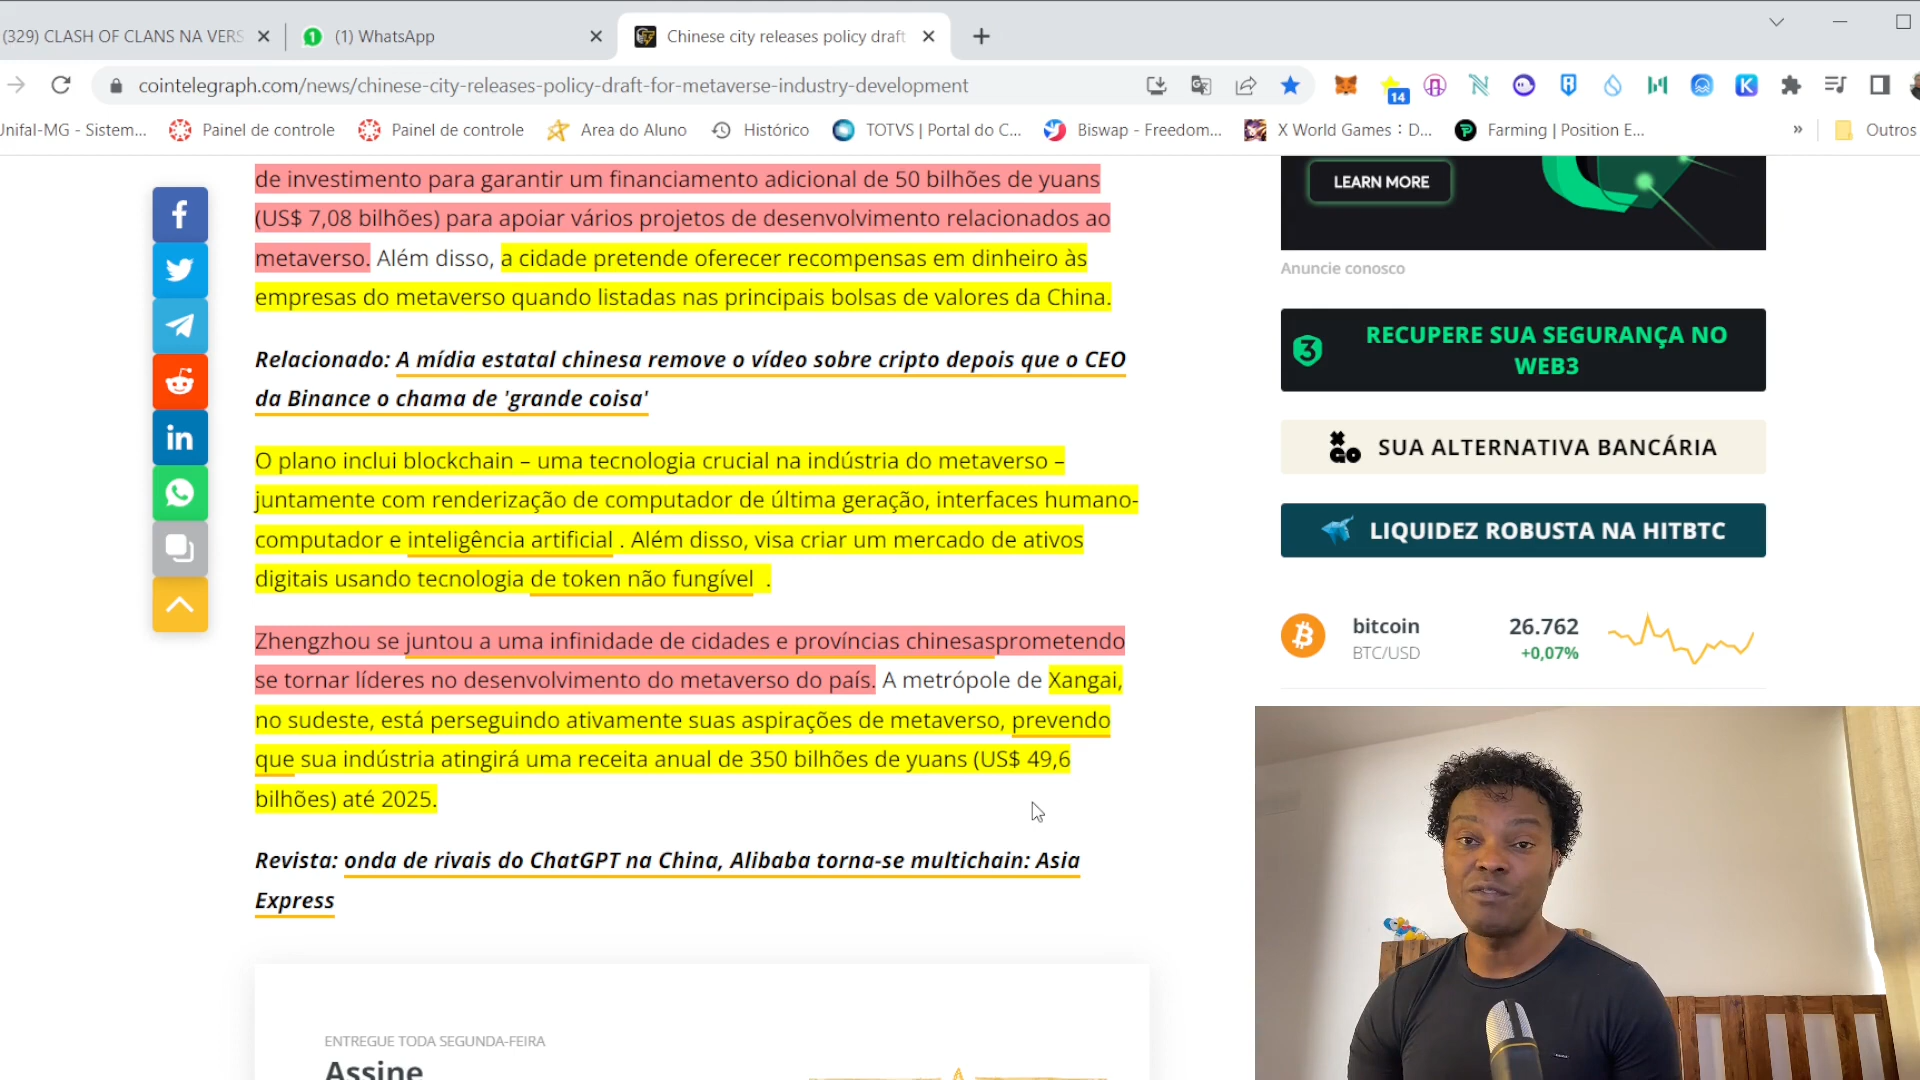 (329) CLASH OF CLANS NA VERS
1
(1) WhatsApp
Chinese city releases policy draft
cointelegraph.com/news/chinese-city-releases-policy-draft-for-metaverse-industry-development
14
Unifal-MG - Sistem...
Painel de controle
Painel de controle
Area do Aluno
Histórico
TOTVS | Portal do C...
Biswap - Freedom...
X World Games : D...
Farming | Position E...
»
Outros
de investimento para garantir um financiamento adicional de 50 bilhões de yuans
(US$ 7,08 bilhões) para apoiar vários projetos de desenvolvimento relacionados ao
metaverso. Além disso, a cidade pretende oferecer recompensas em dinheiro às
empresas do metaverso quando listadas nas principais bolsas de valores da China.
Relacionado: A mídia estatal chinesa remove o vídeo sobre cripto depois que o CEO
da Binance o chama de 'grande coisa'
O plano inclui blockchain – uma tecnologia crucial na indústria do metaverso –
juntamente com renderização de computador de última geração, interfaces humano-
computador e inteligência artificial . Além disso, visa criar um mercado de ativos
digitais usando tecnologia de token não fungível .
Zhengzhou se juntou a uma infinidade de cidades e províncias chinesasprometendo
se tornar líderes no desenvolvimento do metaverso do país. A metrópole de Xangai,
no sudeste, está perseguindo ativamente suas aspirações de metaverso, prevendo
que sua indústria atingirá uma receita anual de 350 bilhões de yuans (US$ 49,6
bilhões) até 2025.
Revista: onda de rivais do ChatGPT na China, Alibaba torna-se multichain: Asia
Express
ENTREGUE TODA SEGUNDA-FEIRA
Assine
LEARN MORE
Anuncie conosco
3
RECUPERE SUA SEGURANÇA NO
WEB3
SUA ALTERNATIVA BANCÁRIA
LIQUIDEZ ROBUSTA NA HITBTC
bitcoin
26.762
BTC/USD
+0,07%